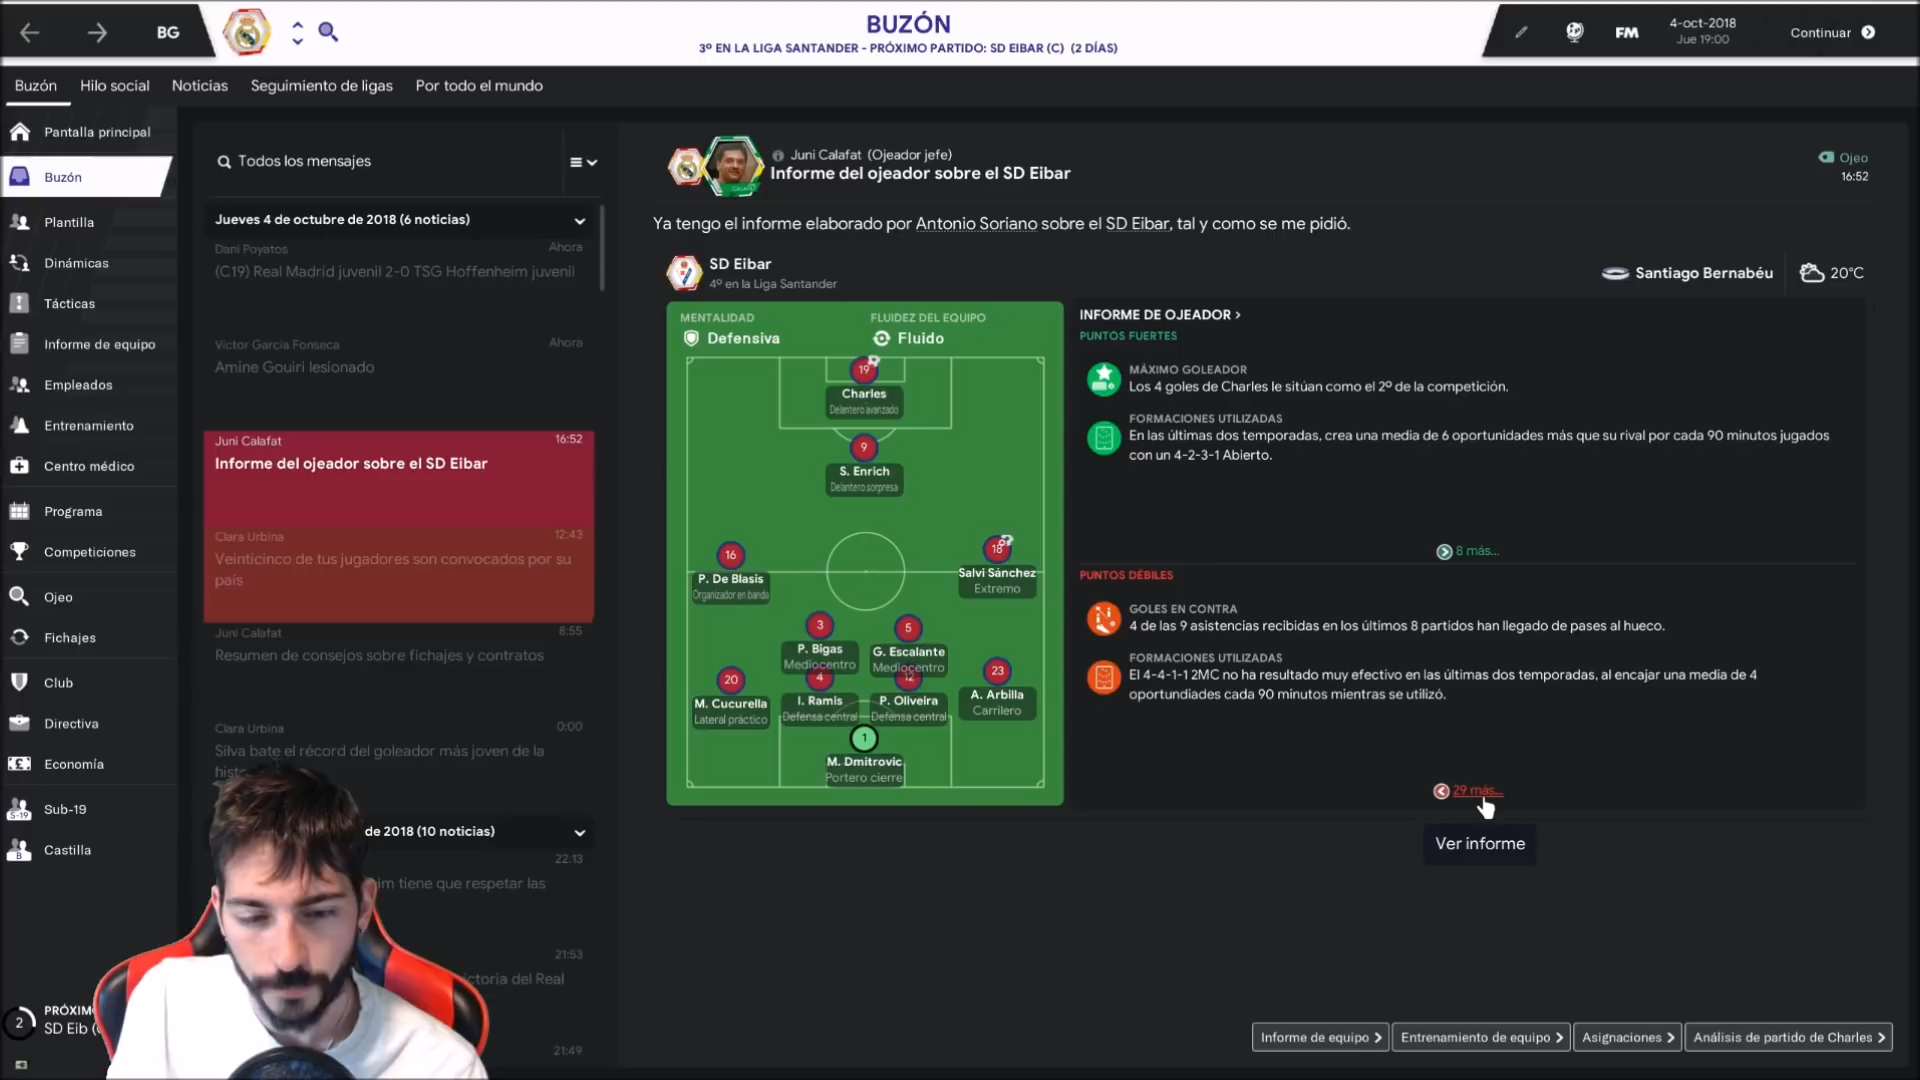 BG
BUZÓN
3º EN LA LIGA SANTANDER - PRÓXIMO PARTIDO: SD EIBAR (C) (2 DÍAS)
FM
4-oct-2018
Jue 19:00
Continuar
Buzón
Hilo social
Noticias
Seguimiento de ligas
Por todo el mundo
Pantalla principal
Buzón
Plantilla
Dinámicas
Tácticas
Informe de equipo
Empleados
Entrenamiento
Centro médico
Programa
Competiciones
Ojeo
Fichajes
Club
Directiva
Economía
S-19
Sub-19
B
Castilla
2
PRÓXIM
SD Eib (
Todos los mensajes
Jueves 4 de octubre de 2018 (6 noticias)
Dani Poyatos
Ahora
(C19) Real Madrid juvenil 2-0 TSG Hoffenheim juvenil
Victor Garcia Fonseca
Ahora
Amine Gouiri lesionado
Juni Calafat
16:52
Informe del ojeador sobre el SD Eibar
Clara Urbina
12:43
Veinticinco de tus jugadores son convocados por su
país
Juni Calafat
8:55
Resumen de consejos sobre fichajes y contratos
Clara Urbina
0:00
Silva bate el récord del goleador más joven de la
de 2018 (10 noticias)
22:13
im tiene que respetar las
21:53
ictoria del Real
21:49
Juni Calafat (Ojeador jefe)
Informe del ojeador sobre el SD Eibar
Ojeo
16:52
Ya tengo el informe elaborado por Antonio Soriano sobre el SD Eibar, tal y como se me pidió.
SD Eibar
4º en la Liga Santander
Santiago Bernabéu
20°C
MENTALIDAD
Defensiva
FLUIDEZ DEL EQUIPO
Fluido
19
Charles
Delantero avanzado
9
S. Enrich
Delantero sorpresa
16
P. De Blasis
Organizador en banda
18
Salvi Sánchez
Extremo
3
P. Bigas
Mediocentro
5
G. Escalante
Mediocentro
20
M. Cucurella
Lateral práctico
4
I. Ramis
Defensa central
12
P. Oliveira
Defensa central
23
A. Arbilla
Carrilero
1
M. Dmitrovic
Portero cierre
INFORME DE OJEADOR >
PUNTOS FUERTES
MÁXIMO GOLEADOR
Los 4 goles de Charles le sitúan como el 2º de la competición.
FORMACIONES UTILIZADAS
En las últimas dos temporadas, crea una media de 6 oportunidades más que su rival por cada 90 minutos jugados
con un 4-2-3-1 Abierto.
8 más...
PUNTOS DÉBILES
GOLES EN CONTRA
4 de las 9 asistencias recibidas en los últimos 8 partidos han llegado de pases al hueco.
FORMACIONES UTILIZADAS
El 4-4-1-1 2MC no ha resultado muy efectivo en las últimas dos temporadas, al encajar una media de 4
oportundiades cada 90 minutos mientras se utilizó.
29 más...
Ver informe
Informe de equipo >
Entrenamiento de equipo >
Asignaciones >
Análisis de partido de Charles >